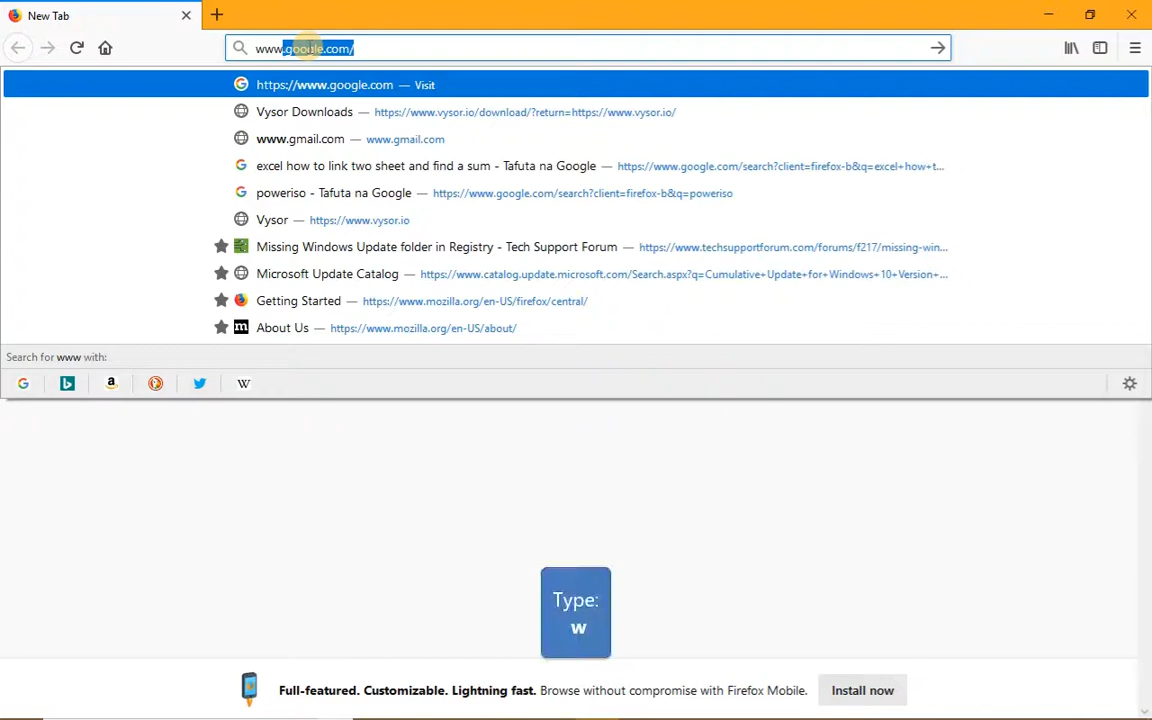 New Tab
www.google.com/
https://www.google.com — Visit
Vysor Downloads — https://www.vysor.io/download/?return=https://www.vysor.io/
www.gmail.com — www.gmail.com
excel how to link two sheet and find a sum - Tafuta na Google — https://www.google.com/search?client=firefox-b&q=excel+how+t...
poweriso - Tafuta na Google — https://www.google.com/search?client=firefox-b&q=poweriso
Vysor — https://www.vysor.io
Missing Windows Update folder in Registry - Tech Support Forum — https://www.techsupportforum.com/forums/f217/missing-win...
Microsoft Update Catalog — https://www.catalog.update.microsoft.com/Search.aspx?q=Cumulative+Update+for+Windows+10+Version+...
Getting Started — https://www.mozilla.org/en-US/firefox/central/
About Us — https://www.mozilla.org/en-US/about/
Search for www with:
Type:
w
Full-featured. Customizable. Lightning fast. Browse without compromise with Firefox Mobile. Install now